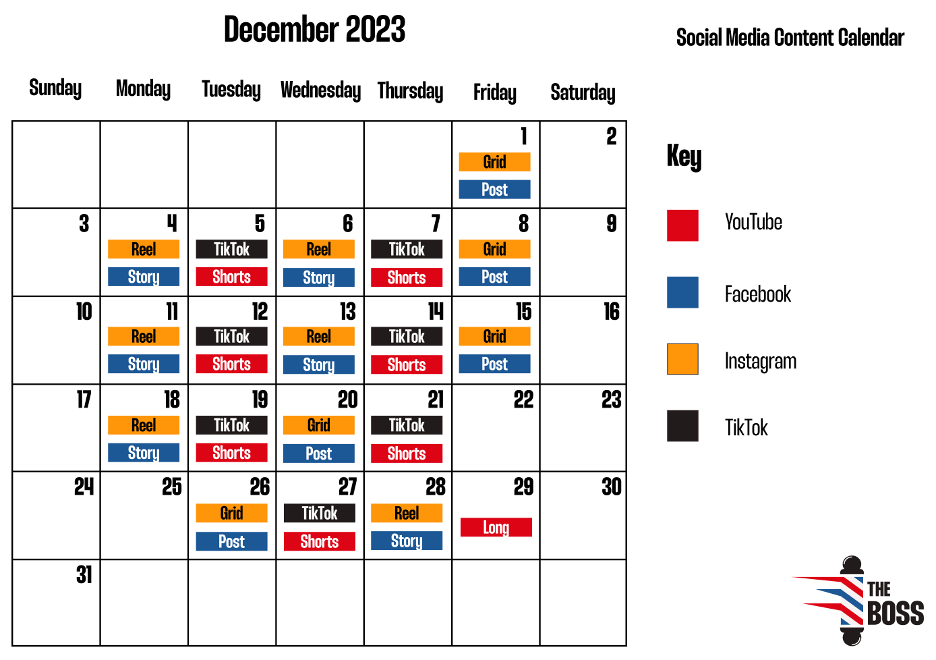 December 2023
Social Media Content Calendar
Sunday Monday Tuesday Wednesday Thursday Friday Saturday
1 2
Grid
Post
3 4 5 6 7 8 9
Reel TikTok Reel TikTok Grid
Story Shorts Story Shorts Post
10 11 12 13 14 15 16
Reel TikTok Reel TikTok Grid
Story Shorts Story Shorts Post
17 18 19 20 21 22 23
Reel TikTok Grid TikTok
Story Shorts Post Shorts
24 25 26 27 28 29 30
Grid TikTok Reel Long
Post Shorts Story
31
Key
YouTube
Facebook
Instagram
TikTok
THE
BOSS